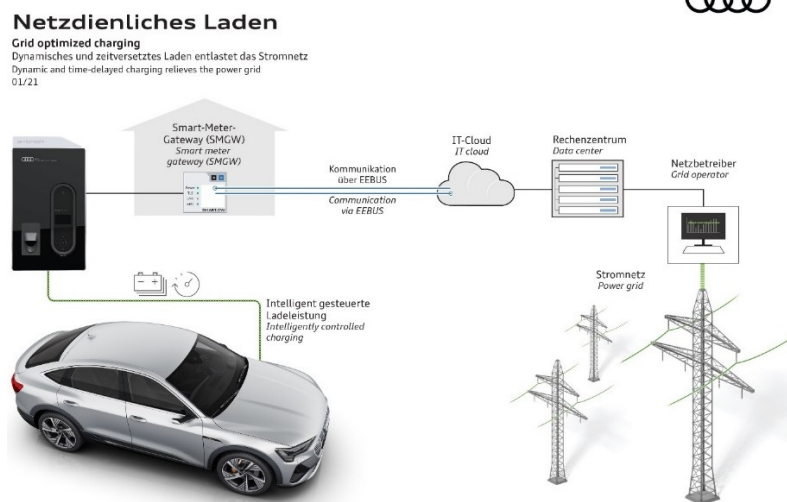 Netzdienliches Laden
Grid optimized charging
Dynamisches und zeitversetztes Laden entlastet das Stromnetz
Dynamic and time-delayed charging relieves the power grid
01/21
Smart-Meter-
Gateway (SMGW)
Smart meter
gateway (SMGW)
Kommunikation
über EEBUS
Communication
via EEBUS
IT-Cloud
IT cloud
Rechenzentrum
Data center
Netzbetreiber
Grid operator
Stromnetz
Power grid
Intelligent gesteuerte
Ladeleistung
Intelligently controlled
charging